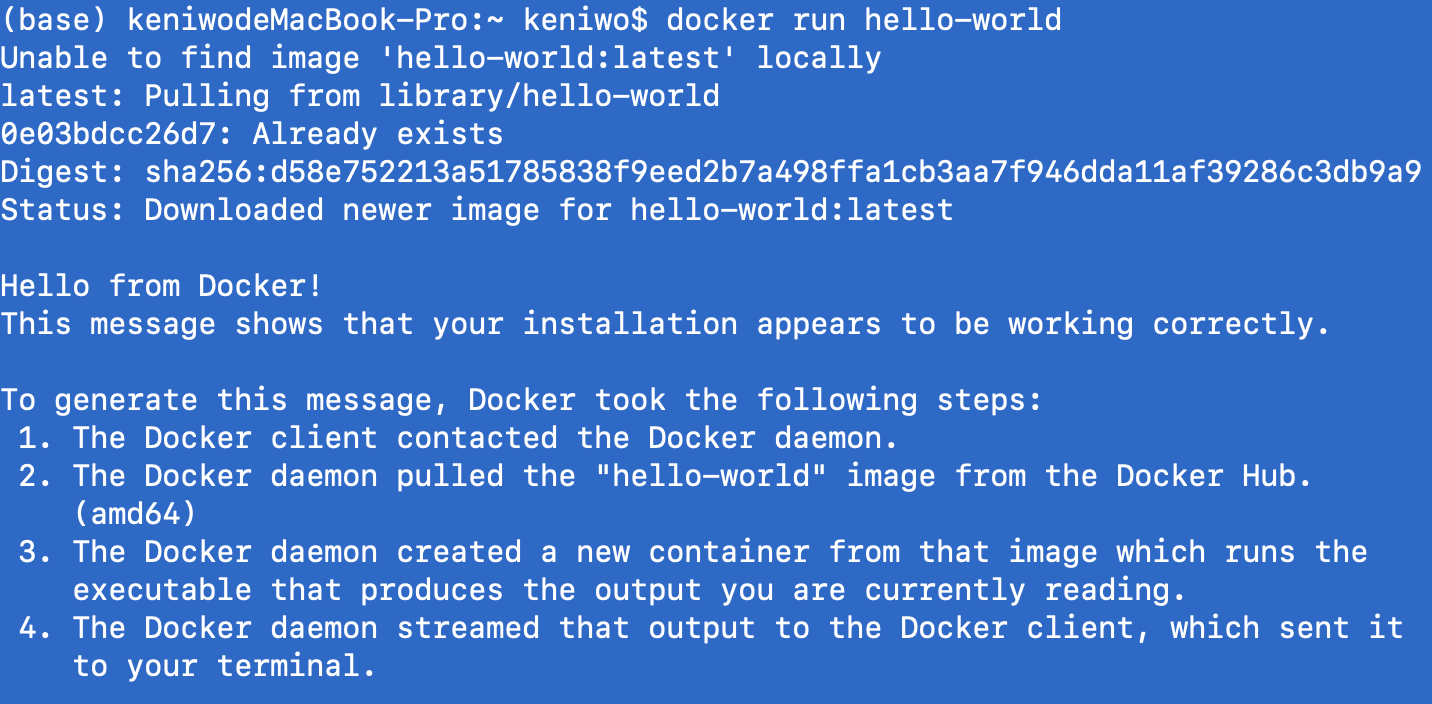 (base) keniwodeMacBook-Pro:~ keniwo$ docker run hello-world
Unable to find image 'hello-world:latest' locally
latest: Pulling from library/hello-world
0e03bdcc26d7: Already exists
Digest: sha256:d58e752213a51785838f9eed2b7a498ffa1cb3aa7f946dda11af39286c3db9a9
Status: Downloaded newer image for hello-world:latest

Hello from Docker!
This message shows that your installation appears to be working correctly.

To generate this message, Docker took the following steps:
 1. The Docker client contacted the Docker daemon.
 2. The Docker daemon pulled the "hello-world" image from the Docker Hub.
    (amd64)
 3. The Docker daemon created a new container from that image which runs the
    executable that produces the output you are currently reading.
 4. The Docker daemon streamed that output to the Docker client, which sent it
    to your terminal.